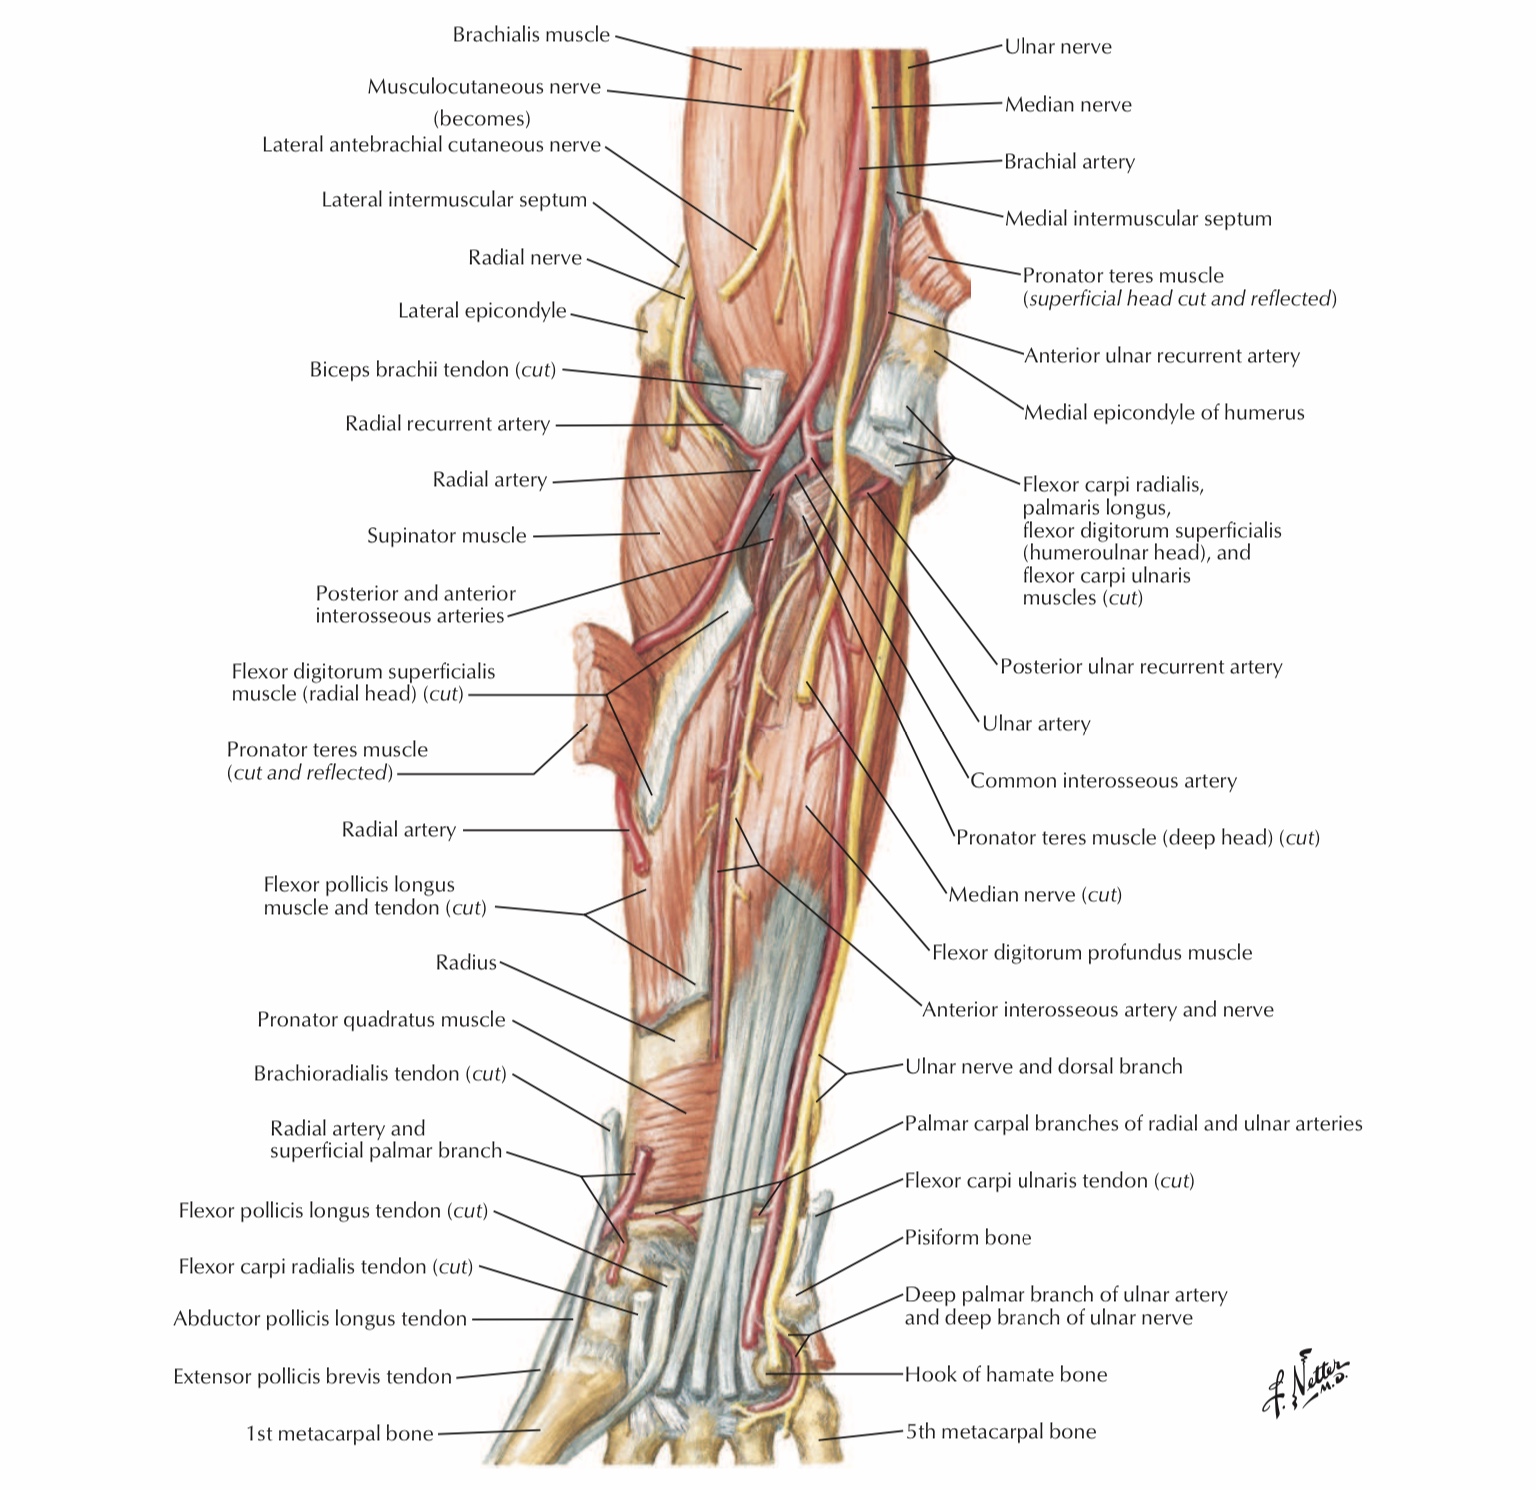 Brachialis muscle
Musculocutaneous nerve
(becomes)
Lateral antebrachial cutaneous nerve
Lateral intermuscular septum
Radial nerve
Lateral epicondyle
Biceps brachii tendon (cut)
Radial recurrent artery
Radial artery
Supinator muscle
Posterior and anterior
interosseous arteries
Flexor digitorum superficialis
muscle (radial head) (cut)
Pronator teres muscle
(cut and reflected)
Radial artery
Flexor pollicis longus
muscle and tendon (cut)
Radius
Pronator quadratus muscle
Brachioradialis tendon (cut)
Radial artery and
superficial palmar branch
Flexor pollicis longus tendon (cut)
Flexor carpi radialis tendon (cut)
Abductor pollicis longus tendon
Extensor pollicis brevis tendon
1st metacarpal bone
Ulnar nerve
Median nerve
Brachial artery
Medial intermuscular septum
Pronator teres muscle
(superficial head cut and reflected)
Anterior ulnar recurrent artery
Medial epicondyle of humerus
Flexor carpi radialis,
palmaris longus,
flexor digitorum superficialis
(humeroulnar head), and
flexor carpi ulnaris
muscles (cut)
Posterior ulnar recurrent artery
Ulnar artery
Common interosseous artery
Pronator teres muscle (deep head) (cut)
Median nerve (cut)
Flexor digitorum profundus muscle
Anterior interosseous artery and nerve
Ulnar nerve and dorsal branch
Palmar carpal branches of radial and ulnar arteries
Flexor carpi ulnaris tendon (cut)
Pisiform bone
Deep palmar branch of ulnar artery
and deep branch of ulnar nerve
Hook of hamate bone
5th metacarpal bone
F. Netter
M.D.